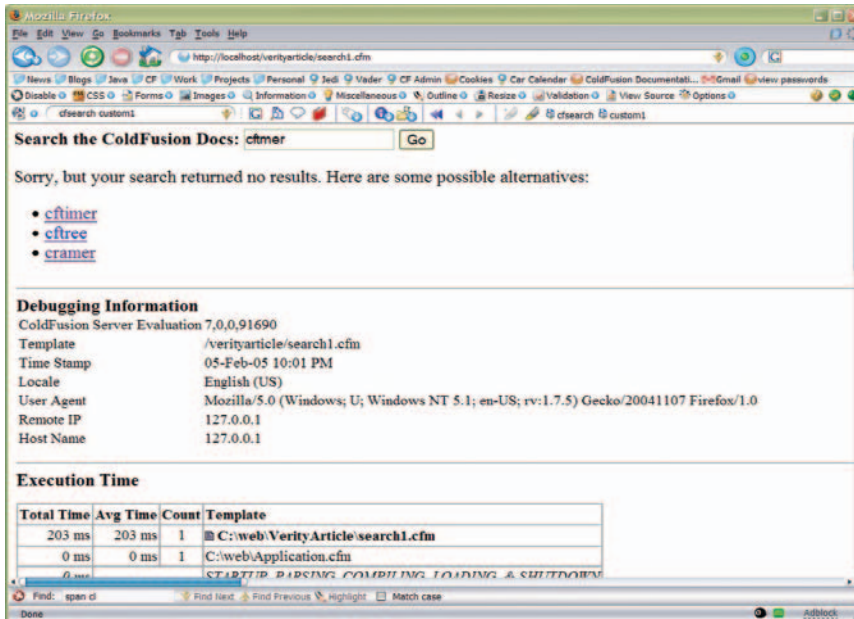 Mozilla Firefox
File Edit View Go Bookmarks Tab Tools Help
http://localhost/verityarticle/search1.cfm
News Blogs Java CF Work Projects Personal Jedi Vader CF Admin Cookies Car Calendar ColdFusion Documentati... Gmail view passwords
Disable CSS Forms Images Information Miscellaneous Outline Resize Validation View Source Options
cfsearch custom1 cfsearch custom1
Search the ColdFusion Docs: cftmer Go
Sorry, but your search returned no results. Here are some possible alternatives:
• cftimer
• cftree
• cramer
Debugging Information
ColdFusion Server Evaluation 7,0,0,91690
Template /verityarticle/search1.cfm
Time Stamp 05-Feb-05 10:01 PM
Locale English (US)
User Agent Mozilla/5.0 (Windows; U; Windows NT 5.1; en-US; rv:1.7.5) Gecko/20041107 Firefox/1.0
Remote IP 127.0.0.1
Host Name 127.0.0.1
Execution Time
Total Time Avg Time Count Template
203 ms 203 ms 1 C:\web\VerityArticle\search1.cfm
0 ms 0 ms 1 C:\web\Application.cfm
0 ms STARTUP, PARSING, COMPILING, LOADING, & SHUTDOWN
Find: span cl Find Next Find Previous Highlight Match case
Done Adblock